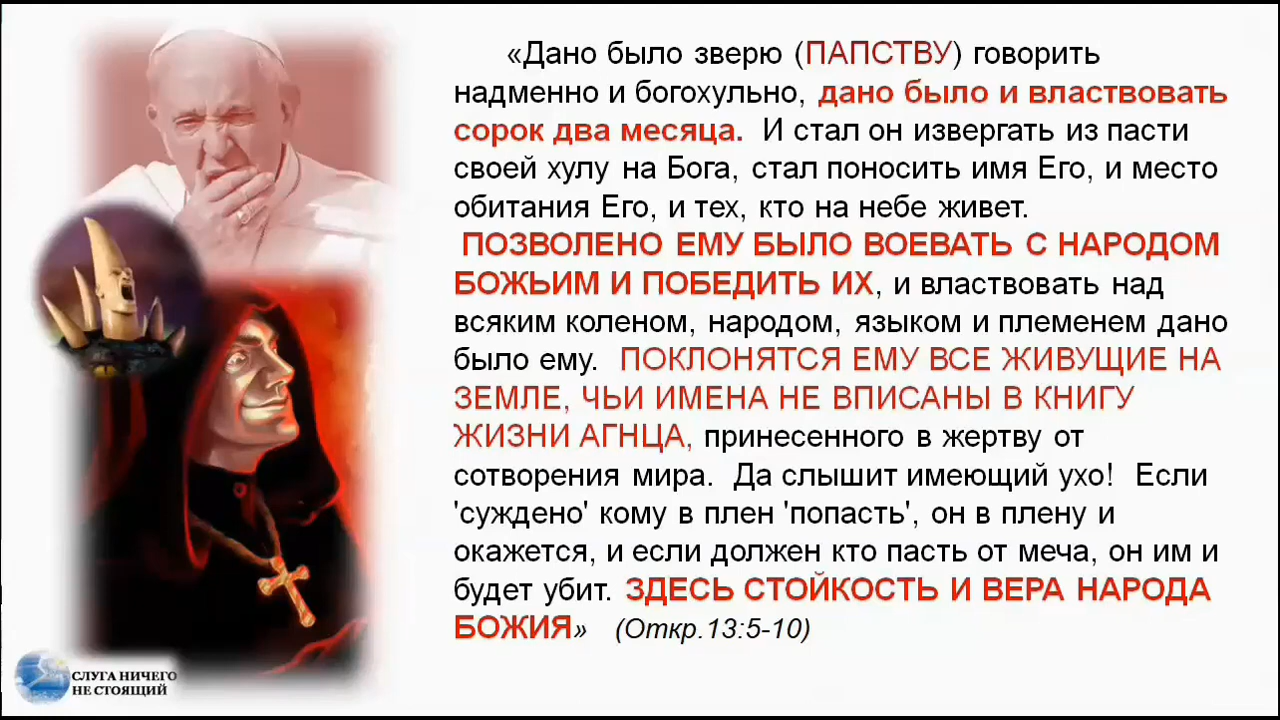 «Дано было зверю (ПАПСТВУ) говорить
надменно и богохульно, дано было и властвовать
сорок два месяца.  И стал он извергать из пасти
своей хулу на Бога, стал поносить имя Его, и место
обитания Его, и тех, кто на небе живет.
ПОЗВОЛЕНО ЕМУ БЫЛО ВОЕВАТЬ С НАРОДОМ
БОЖЬИМ И ПОБЕДИТЬ ИХ, и властвовать над
всяким коленом, народом, языком и племенем дано
было ему.  ПОКЛОНЯТСЯ ЕМУ ВСЕ ЖИВУЩИЕ НА
ЗЕМЛЕ, ЧЬИ ИМЕНА НЕ ВПИСАНЫ В КНИГУ
ЖИЗНИ АГНЦА, принесенного в жертву от
сотворения мира.  Да слышит имеющий ухо!  Если
'суждено' кому в плен 'попасть', он в плену и
окажется, и если должен кто пасть от меча, он им и
будет убит. ЗДЕСЬ СТОЙКОСТЬ И ВЕРА НАРОДА
БОЖИЯ»   (Откр.13:5-10)
СЛУГА НИЧЕГО
НЕ СТОЯЩИЙ